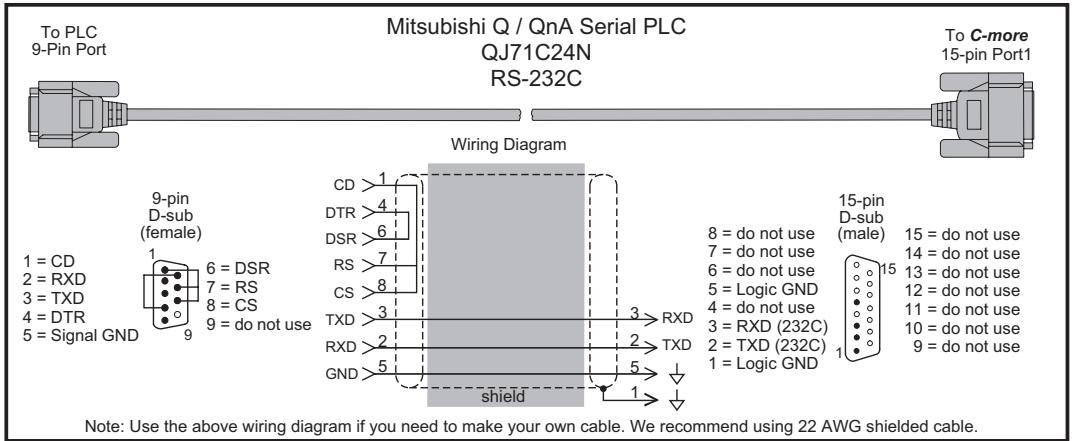 To PLC
9-Pin Port
Mitsubishi Q / QnA Serial PLC
QJ71C24N
RS-232C
To C-more
15-pin Port1
Wiring Diagram
9-pin
D-sub
(female)
1
9
1 = CD
2 = RXD
3 = TXD
4 = DTR
5 = Signal GND
6 = DSR
7 = RS
8 = CS
9 = do not use
CD 1
DTR 4
DSR 6
RS 7
CS 8
TXD 3
RXD 2
GND 5
shield
3 RXD
2 TXD
5
1
8 = do not use
7 = do not use
6 = do not use
5 = Logic GND
4 = do not use
3 = RXD (232C)
2 = TXD (232C)
1 = Logic GND
15-pin
D-sub
(male)
15
1
15 = do not use
14 = do not use
13 = do not use
12 = do not use
11 = do not use
10 = do not use
9 = do not use
Note: Use the above wiring diagram if you need to make your own cable. We recommend using 22 AWG shielded cable.